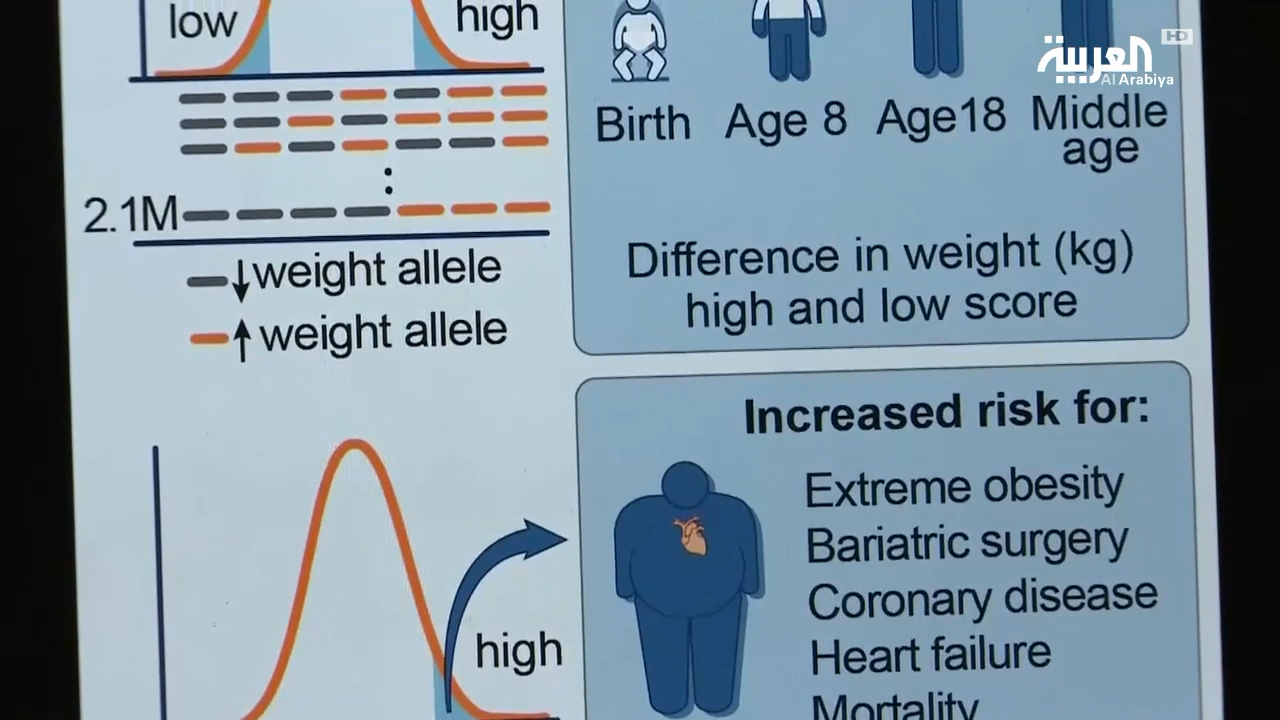 low
high
2.1M
↓weight allele
↑weight allele
high
العربية
HD
Al Arabiya
Birth
Age 8
Age18
Middle
age
Difference in weight (kg)
high and low score
Increased risk for:
Extreme obesity
Bariatric surgery
Coronary disease
Heart failure
Mortality